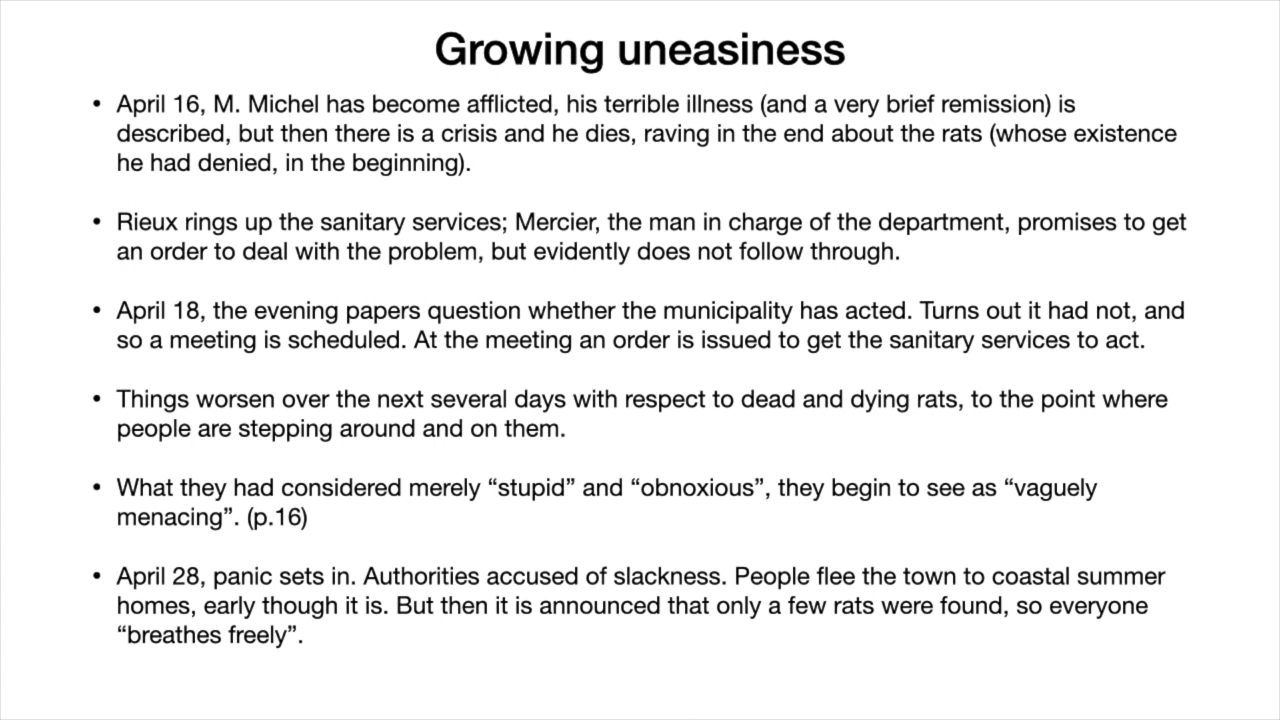 Growing uneasiness
• April 16, M. Michel has become afflicted, his terrible illness (and a very brief remission) is
described, but then there is a crisis and he dies, raving in the end about the rats (whose existence
he had denied, in the beginning).
• Rieux rings up the sanitary services; Mercier, the man in charge of the department, promises to get
an order to deal with the problem, but evidently does not follow through.
• April 18, the evening papers question whether the municipality has acted. Turns out it had not, and
so a meeting is scheduled. At the meeting an order is issued to get the sanitary services to act.
• Things worsen over the next several days with respect to dead and dying rats, to the point where
people are stepping around and on them.
• What they had considered merely “stupid” and “obnoxious”, they begin to see as “vaguely
menacing”. (p.16)
• April 28, panic sets in. Authorities accused of slackness. People flee the town to coastal summer
homes, early though it is. But then it is announced that only a few rats were found, so everyone
“breathes freely”.